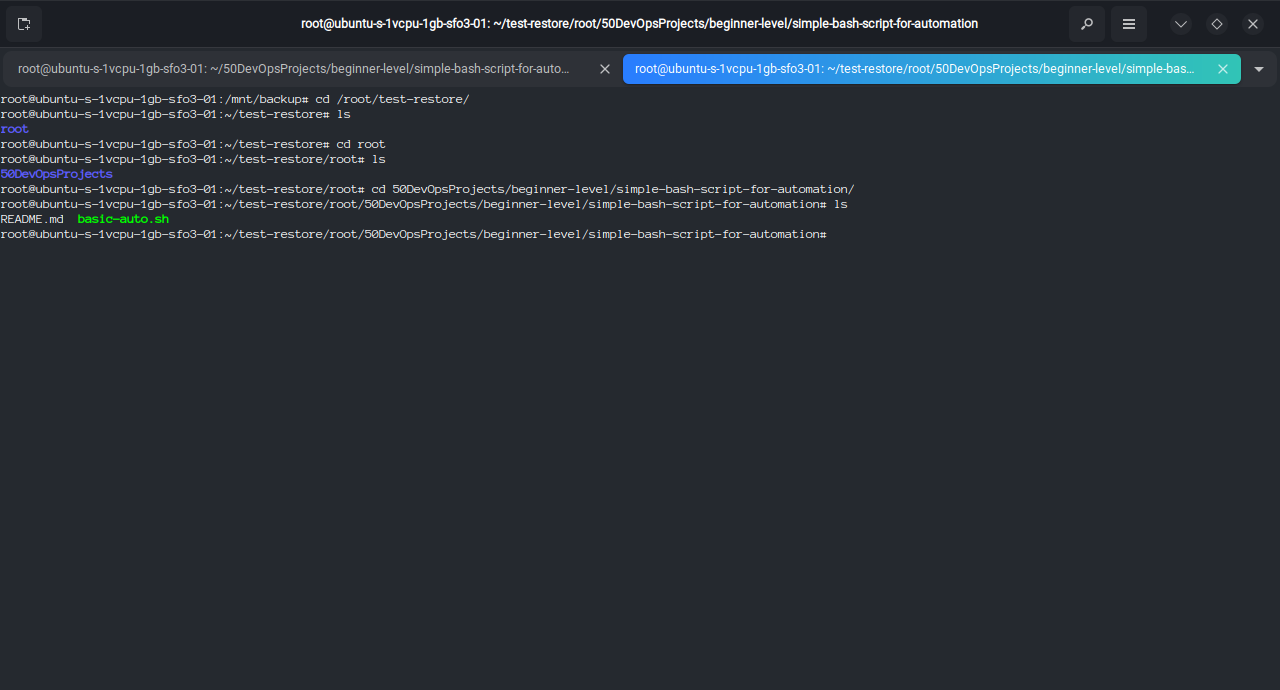 root@ubuntu-s-1vcpu-1gb-sfo3-01: ~/test-restore/root/50DevOpsProjects/beginner-level/simple-bash-script-for-automation
root@ubuntu-s-1vcpu-1gb-sfo3-01: ~/50DevOpsProjects/beginner-level/simple-bash-script-for-auto...
root@ubuntu-s-1vcpu-1gb-sfo3-01: ~/test-restore/root/50DevOpsProjects/beginner-level/simple-bas...
root@ubuntu-s-1vcpu-1gb-sfo3-01:/mnt/backup# cd /root/test-restore/
root@ubuntu-s-1vcpu-1gb-sfo3-01:~/test-restore# ls
root
root@ubuntu-s-1vcpu-1gb-sfo3-01:~/test-restore# cd root
root@ubuntu-s-1vcpu-1gb-sfo3-01:~/test-restore/root# ls
50DevOpsProjects
root@ubuntu-s-1vcpu-1gb-sfo3-01:~/test-restore/root# cd 50DevOpsProjects/beginner-level/simple-bash-script-for-automation/
root@ubuntu-s-1vcpu-1gb-sfo3-01:~/test-restore/root/50DevOpsProjects/beginner-level/simple-bash-script-for-automation# ls
README.md  basic-auto.sh
root@ubuntu-s-1vcpu-1gb-sfo3-01:~/test-restore/root/50DevOpsProjects/beginner-level/simple-bash-script-for-automation#